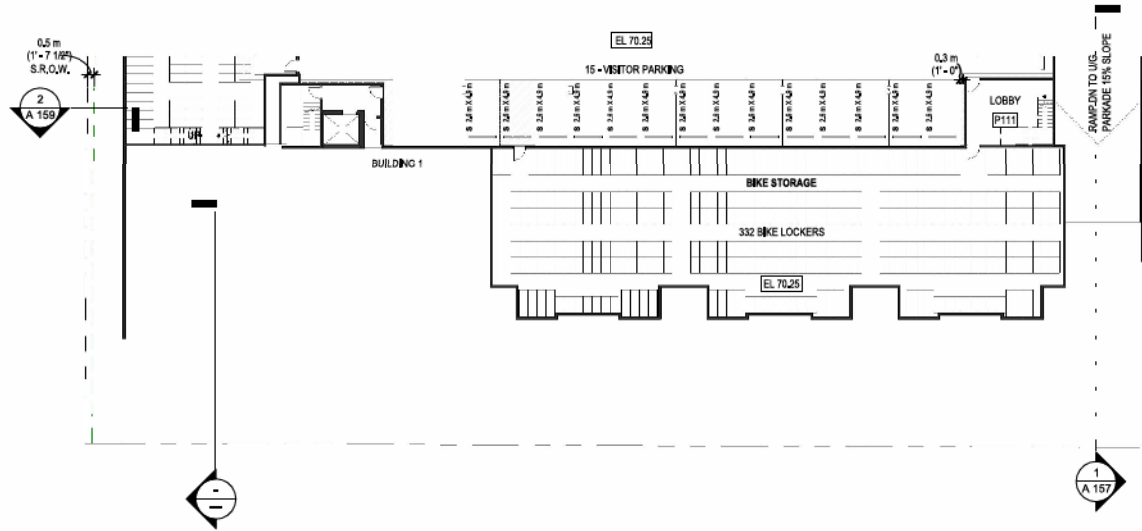 EL 70.25
0.5 m
(1' - 7 1/2")
S.R.O.W.
15 - VISITOR PARKING
0.3 m
(1' - 0"
2
A 159
LOBBY
P111
UP
BUILDING 1
RAMP DN TO U/G
PARKADE 15% SLOPE
BIKE STORAGE
332 BIKE LOCKERS
EL 70.25
-
-
1
A 157